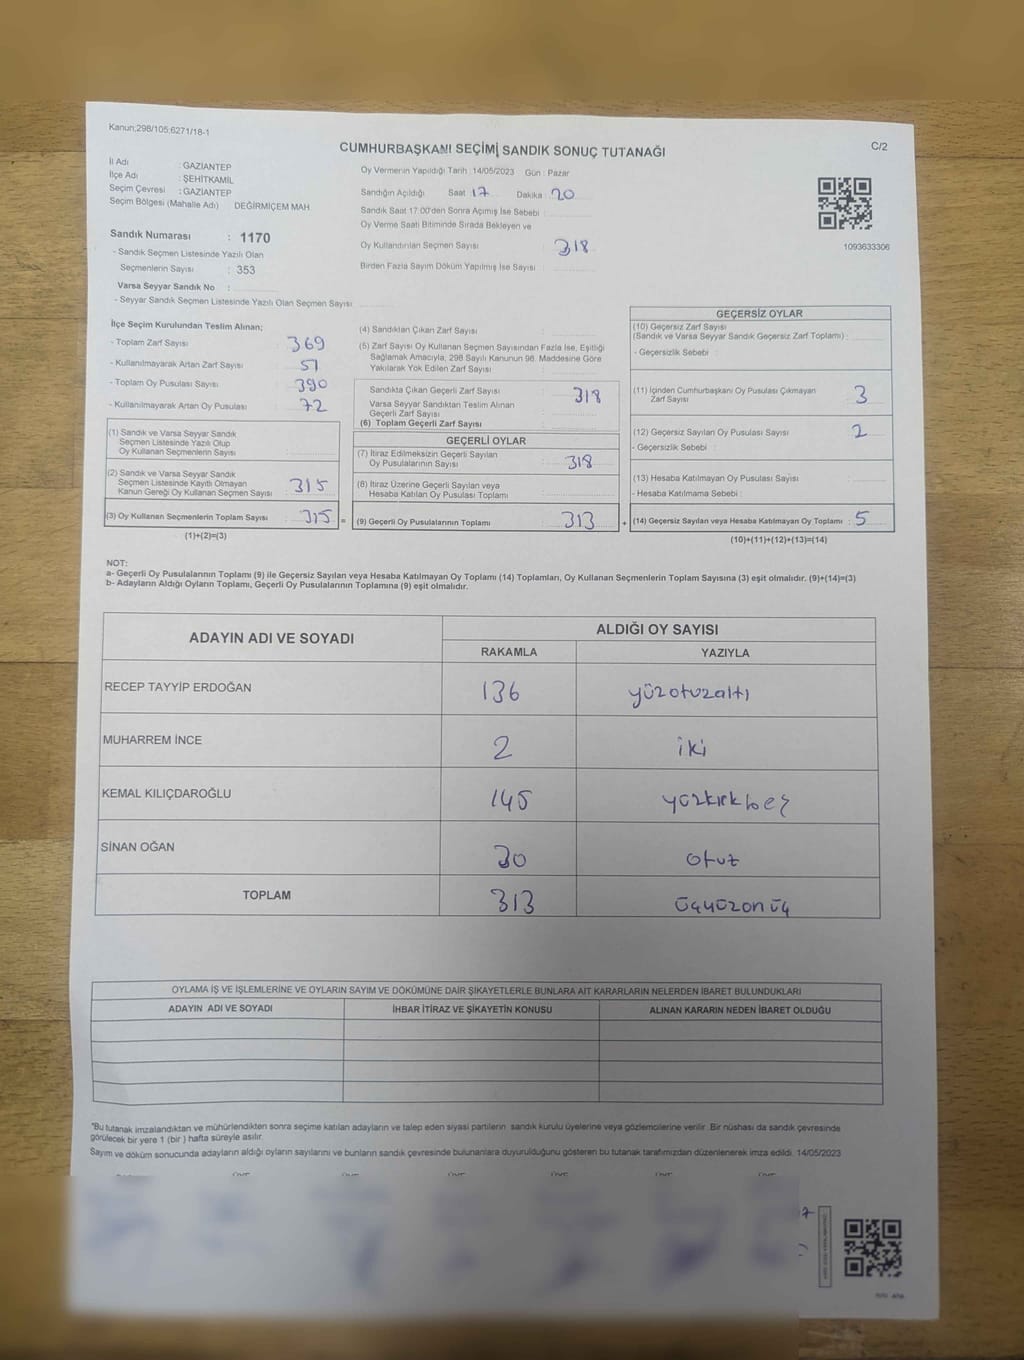 Kanun;298/105;6271/18-1
CUMHURBAŞKANI SEÇİMİ SANDIK SONUÇ TUTANAĞI
C/2
İl Adı : GAZİANTEP
İlçe Adı : ŞEHİTKAMİL
Seçim Çevresi : GAZİANTEP
Seçim Bölgesi (Mahalle Adı) DEĞİRMİÇEM MAH
Oy Vermenin Yapıldığı Tarih : 14/05/2023 Gün : Pazar
Sandığın Açıldığı Saat 17 Dakika : 20
Sandık Saat 17:00'den Sonra Açımış İse Sebebi
Oy Verme Saati Bitiminde Sırada Bekleyen ve
Oy Kullandırılan Seçmen Sayısı : 318
Birden Fazla Sayım Döküm Yapılmış İse Sayısı :
1093633306
Sandık Numarası : 1170
- Sandık Seçmen Listesinde Yazılı Olan
Seçmenlerin Sayısı : 353
Varsa Seyyar Sandık No :
- Seyyar Sandık Seçmen Listesinde Yazılı Olan Seçmen Sayısı
İlçe Seçim Kurulundan Teslim Alınan;
- Toplam Zarf Sayısı : 369
- Kullanılmayarak Artan Zarf Sayısı : 51
- Toplam Oy Pusulası Sayısı : 390
- Kullanılmayarak Artan Oy Pusulası : 72
(1) Sandık ve Varsa Seyyar Sandık
Seçmen Listesinde Yazılı Olup
Oy Kullanan Seçmenlerin Sayısı :
(2) Sandık ve Varsa Seyyar Sandık
Seçmen Listesinde Kayıtlı Olmayan
Kanun Gereği Oy Kullanan Seçmen Sayısı : 315
(3) Oy Kullanan Seçmenlerin Toplam Sayısı : 315 =
(1)+(2)=(3)
(4) Sandıktan Çıkan Zarf Sayısı :
(5) Zarf Sayısı Oy Kullanan Seçmen Sayısından Fazla İse, Eşitliği
Sağlamak Amacıyla, 298 Sayılı Kanunun 98. Maddesine Göre
Yakılarak Yok Edilen Zarf Sayısı :
Sandıkta Çıkan Geçerli Zarf Sayısı : 318
Varsa Seyyar Sandıktan Teslim Alınan
Geçerli Zarf Sayısı :
(6) Toplam Geçerli Zarf Sayısı :
GEÇERLİ OYLAR
(7) İtiraz Edilmeksizin Geçerli Sayılan
Oy Pusulalarının Sayısı : 318
(8) İtiraz Üzerine Geçerli Sayılan veya
Hesaba Katılan Oy Pusulası Toplamı :
(9) Geçerli Oy Pusulalarının Toplamı : 313 +
GEÇERSİZ OYLAR
(10) Geçersiz Zarf Sayısı
(Sandık ve Varsa Seyyar Sandık Geçersiz Zarf Toplamı) :
- Geçersizlik Sebebi :
(11) İçinden Cumhurbaşkanı Oy Pusulası Çıkmayan
Zarf Sayısı : 3
(12) Geçersiz Sayılan Oy Pusulası Sayısı : 2
- Geçersizlik Sebebi :
(13) Hesaba Katılmayan Oy Pusulası Sayısı :
- Hesaba Katılmama Sebebi :
(14) Geçersiz Sayılan veya Hesaba Katılmayan Oy Toplamı : 5
(10)+(11)+(12)+(13)=(14)
NOT:
a- Geçerli Oy Pusulalarının Toplamı (9) ile Geçersiz Sayılan veya Hesaba Katılmayan Oy Toplamı (14) Toplamları, Oy Kullanan Seçmenlerin Toplam Sayısına (3) eşit olmalıdır. (9)+(14)=(3)
b- Adayların Aldığı Oyların Toplamı, Geçerli Oy Pusulalarının Toplamına (9) eşit olmalıdır.
ADAYIN ADI VE SOYADI
ALDIĞI OY SAYISI
RAKAMLA YAZIYLA
RECEP TAYYİP ERDOĞAN 136 yüzotuzaltı
MUHARREM İNCE 2 iki
KEMAL KILIÇDAROĞLU 145 yüzkırkbeş
SİNAN OĞAN 30 otuz
TOPLAM 313 üçyüzonüç
OYLAMA İŞ VE İŞLEMLERİNE VE OYLARIN SAYIM VE DÖKÜMÜNE DAİR ŞİKAYETLERLE BUNLARA AİT KARARLARIN NELERDEN İBARET BULUNDUKLARI
ADAYIN ADI VE SOYADI İHBAR İTİRAZ VE ŞİKAYETİN KONUSU ALINAN KARARIN NEDEN İBARET OLDUĞU
"Bu tutanak imzalandıktan ve mühürlendikten sonra seçime katılan adayların ve talep eden siyasi partilerin sandık kurulu üyelerine veya gözlemcilerine verilir. Bir nüshası da sandık çevresinde
görülecek bir yere 1 (bir ) hafta süreyle asılır.
Sayım ve döküm sonucunda adayların aldığı oyların sayılarını ve bunların sandık çevresinde bulunanlara duyurulduğunu gösteren bu tutanak tarafımızdan düzenlenerek imza edildi. 14/05/2023